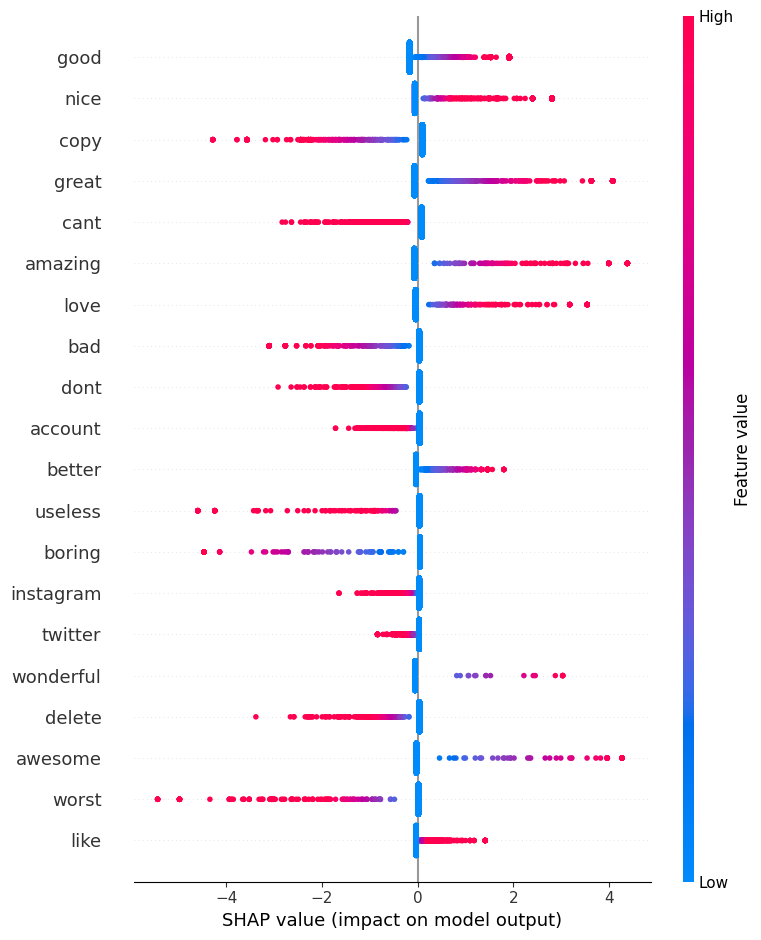 High
good
nice
copy
great
cant
amazing
love
bad
dont
account
better
useless
boring
instagram
twitter
wonderful
delete
awesome
worst
like
Feature value
Low
−4
−2
0
2
4
SHAP value (impact on model output)